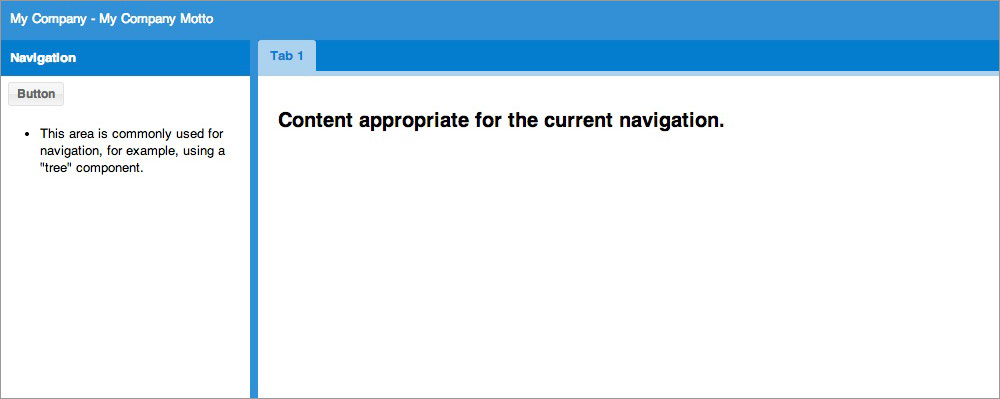 My Company - My Company Motto
Navigation
Button
• This area is commonly used for
navigation, for example, using a
"tree" component.
Tab 1
Content appropriate for the current navigation.